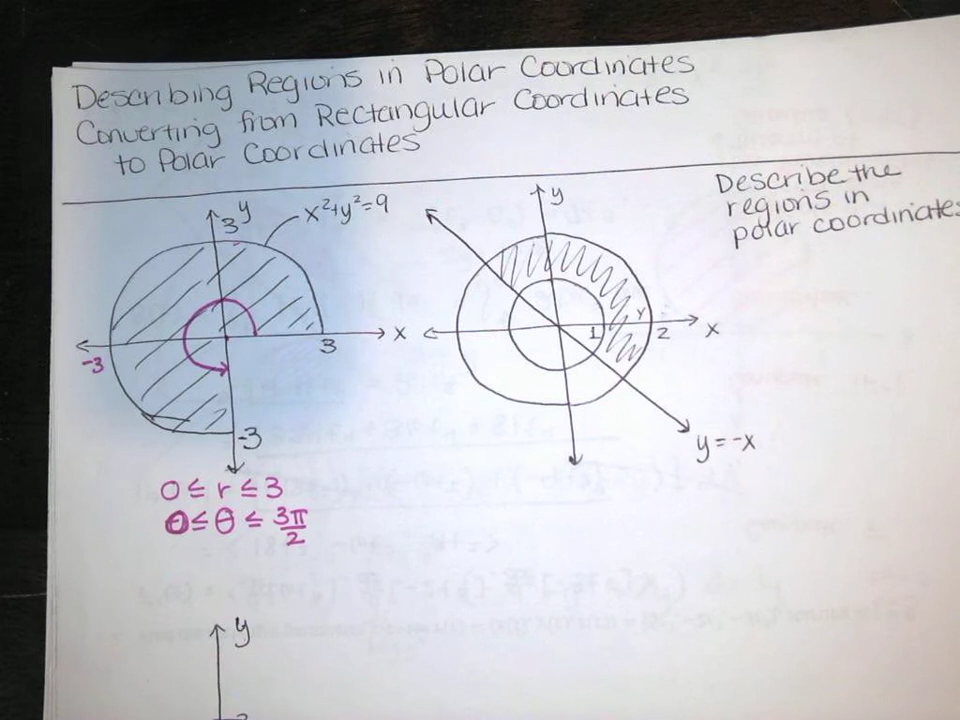 Describing Regions in Polar Coordinates
Converting from Rectangular Coordinates
to Polar Coordinates
Describe the
regions in
polar coordinates
3 y
x²+y²=9
x
-3
3
-3
0 ≤ r ≤ 3
0 ≤ θ ≤ 3π/2
y
x
1
2
y = -x
y